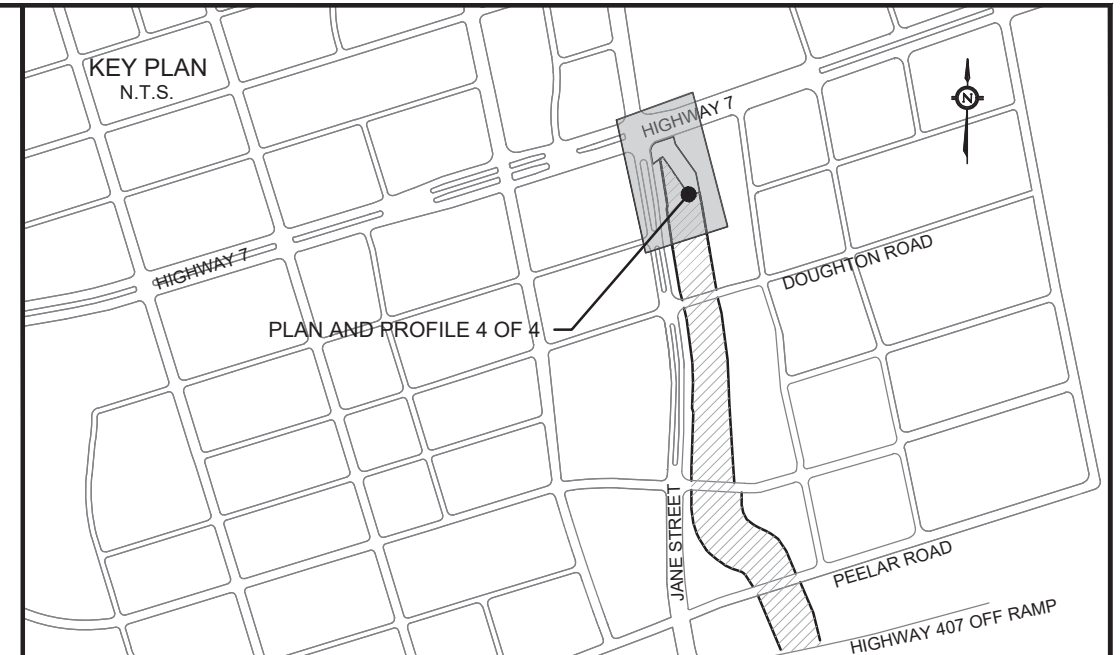 KEY PLAN
N.T.S.
HIGHWAY 7
N
DOUGHTON ROAD
HIGHWAY 7
PLAN AND PROFILE 4 OF 4
JANE STREET
PEELAR ROAD
HIGHWAY 407 OFF RAMP